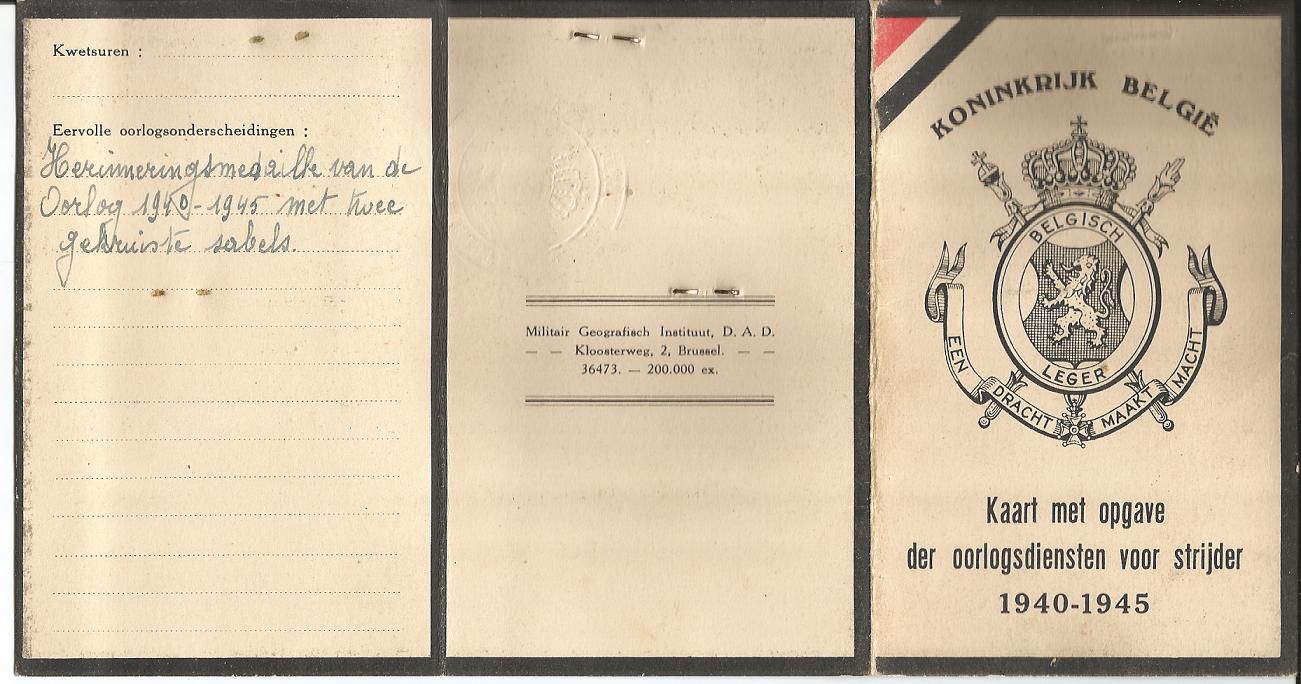 Kwetsuren :
Eervolle oorlogsonderscheidingen :
Herinneringsmedaille van de
Oorlog 1940-1945 met twee
gekruiste sabels.
Militair Geografisch Instituut, D. A. D.
— — Kloosterweg, 2, Brussel. — —
36473. — 200.000 ex.
KONINKRIJK BELGIË
BELGISCH
LEGER
EEN DRACHT MAAKT MACHT
Kaart met opgave
der oorlogsdiensten voor strijder
1940-1945